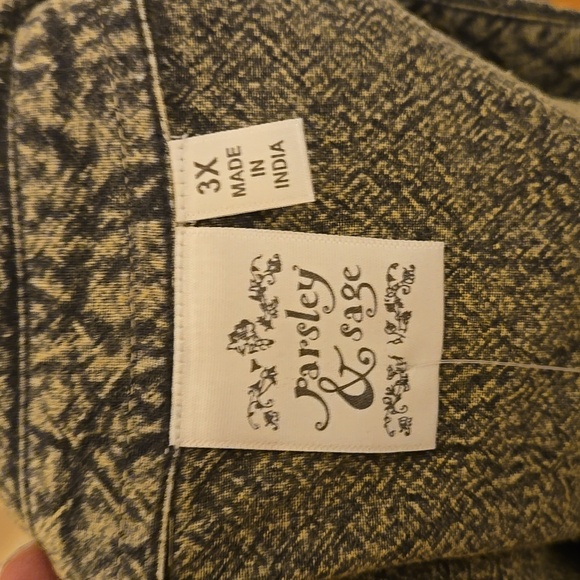 3X
MADE
IN
INDIA
Parsley
& sage